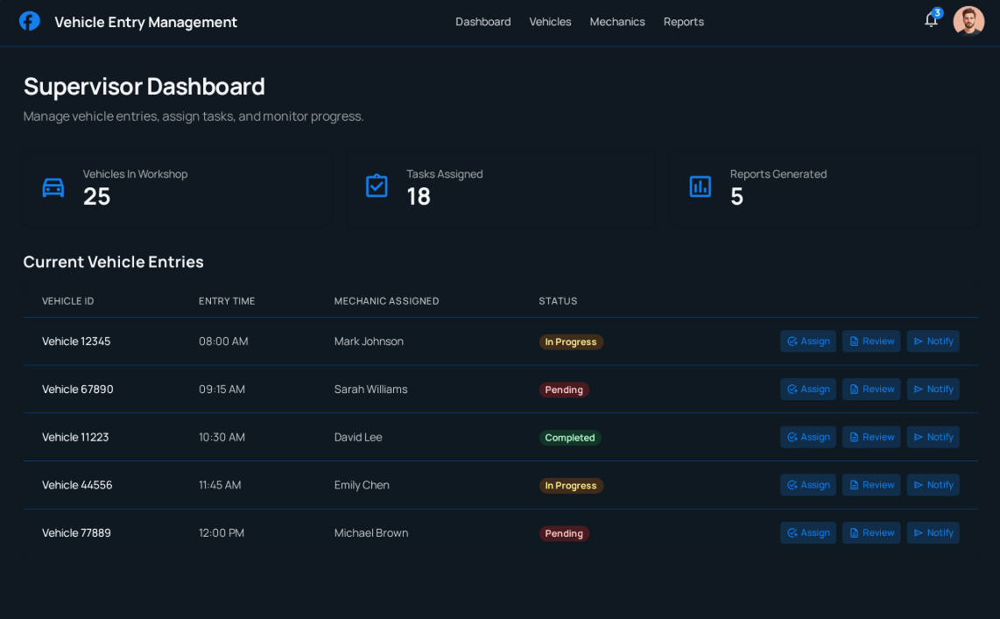 Vehicle Entry Management Dashboard Vehicles Mechanics Reports 3
Supervisor Dashboard
Manage vehicle entries, assign tasks, and monitor progress.
Vehicles In Workshop Tasks Assigned Reports Generated
25 18 5
Current Vehicle Entries
VEHICLE ID ENTRY TIME MECHANIC ASSIGNED STATUS
Vehicle 12345 08:00 AM Mark Johnson In Progress Assign Review Notify
Vehicle 67890 09:15 AM Sarah Williams Pending Assign Review Notify
Vehicle 11223 10:30 AM David Lee Completed Assign Review Notify
Vehicle 44556 11:45 AM Emily Chen In Progress Assign Review Notify
Vehicle 77889 12:00 PM Michael Brown Pending Assign Review Notify